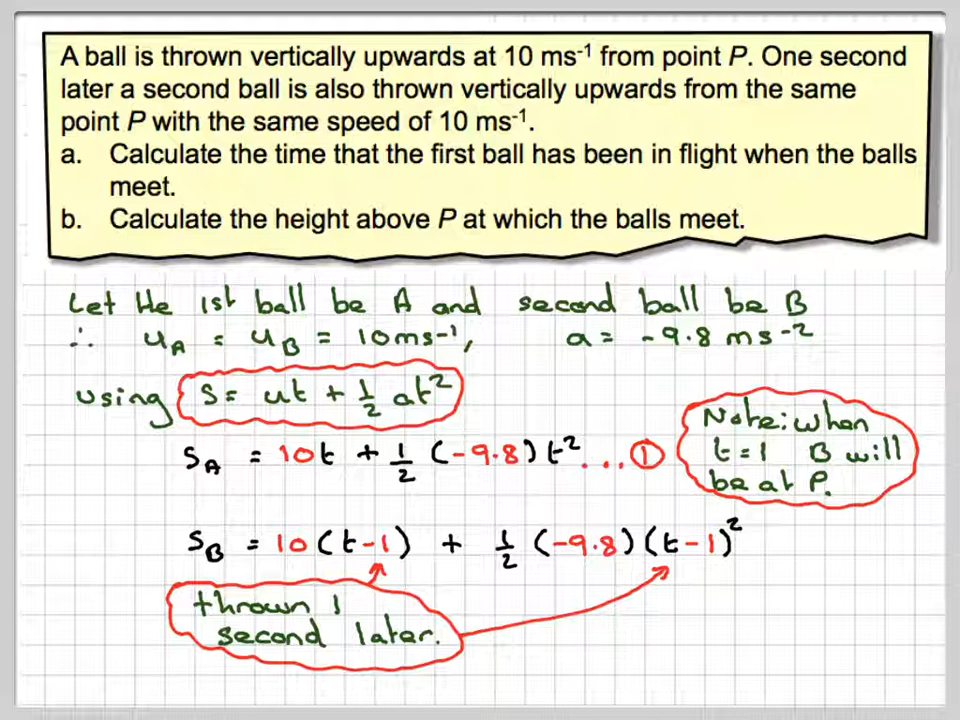 A ball is thrown vertically upwards at 10 ms⁻¹ from point P. One second
later a second ball is also thrown vertically upwards from the same
point P with the same speed of 10 ms⁻¹.
a. Calculate the time that the first ball has been in flight when the balls
meet.
b. Calculate the height above P at which the balls meet.
Let the 1st ball be A and second ball be B
∴ u_A = u_B = 10ms⁻¹, a = -9.8 ms⁻²
using s = ut + ½ at²
s_A = 10t + ½ (-9.8) t² ... ①
Note: when
t=1 B will
be at P.
s_B = 10 (t-1) + ½ (-9.8) (t-1)²
thrown 1
second later.